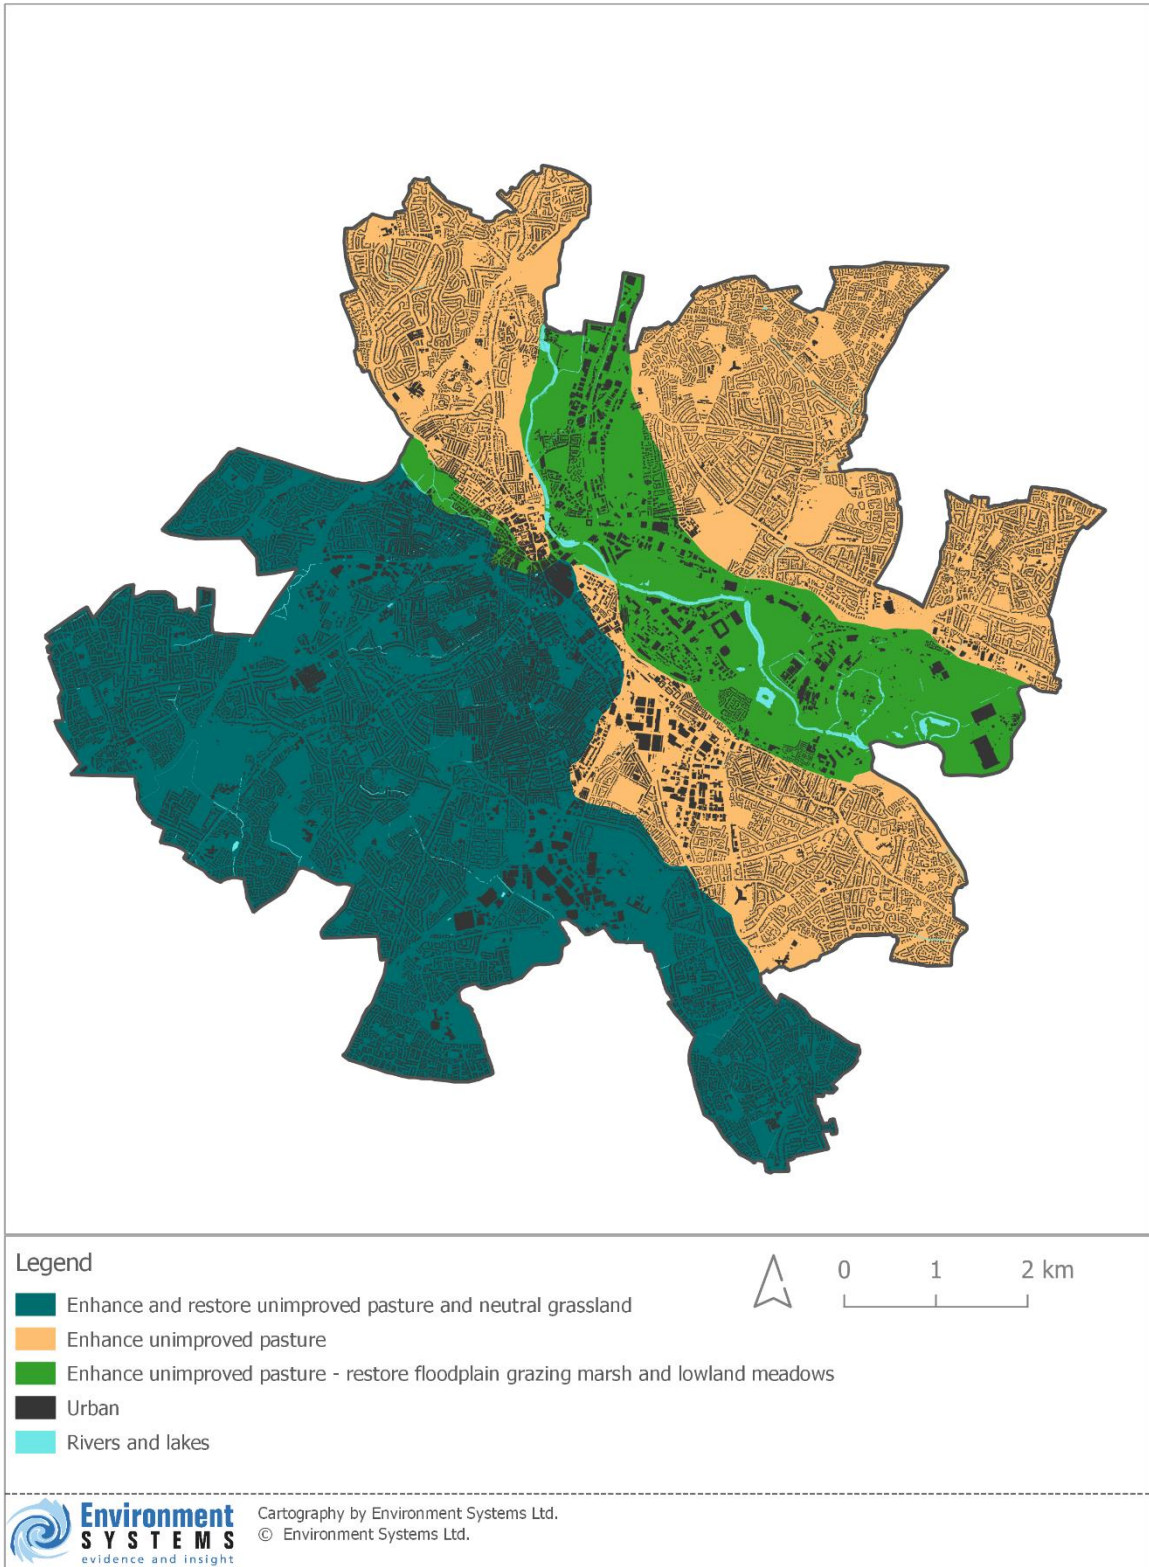 Legend
0 1 2 km
Enhance and restore unimproved pasture and neutral grassland
Enhance unimproved pasture
Enhance unimproved pasture - restore floodplain grazing marsh and lowland meadows
Urban
Rivers and lakes
Environment
SYSTEMS
evidence and insight
Cartography by Environment Systems Ltd.
© Environment Systems Ltd.